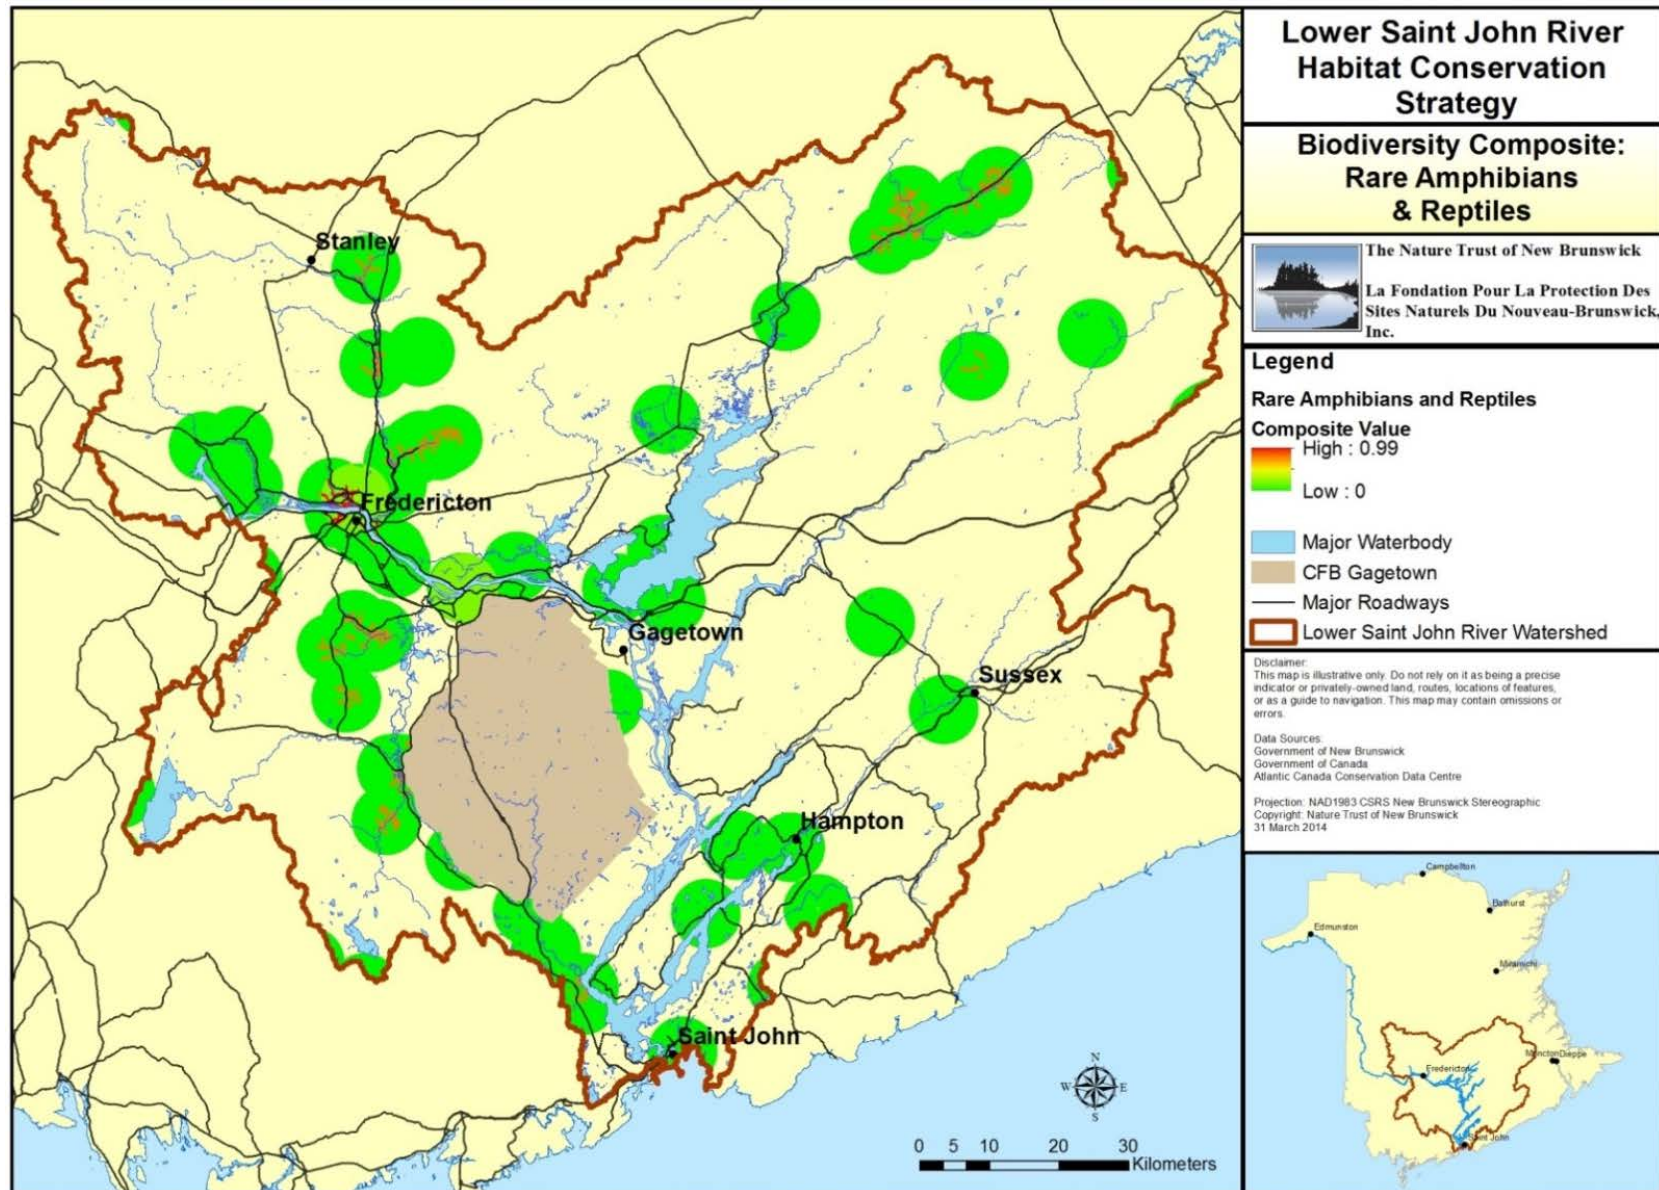 Lower Saint John River
Habitat Conservation
Strategy
Biodiversity Composite:
Rare Amphibians
& Reptiles
The Nature Trust of New Brunswick
La Fondation Pour La Protection Des
Sites Naturels Du Nouveau-Brunswick,
Inc.
Legend
Rare Amphibians and Reptiles
Composite Value
High : 0.99
Low : 0
Major Waterbody
CFB Gagetown
Major Roadways
Lower Saint John River Watershed
Disclaimer:
This map is illustrative only. Do not rely on it as being a precise
indicator or privately-owned land, routes, locations of features,
or as a guide to navigation. This map may contain omissions or
errors.
Data Sources:
Government of New Brunswick
Government of Canada
Atlantic Canada Conservation Data Centre
Projection: NAD1983 CSRS New Brunswick Stereographic
Copyright: Nature Trust of New Brunswick
31 March 2014
Stanley
Fredericton
Gagetown
Sussex
Hampton
Saint John
N
W E
S
0 5 10 20 30
Kilometers
Campbellton
Bathurst
Edmunston
Miramichi
MonctonDieppe
Fredericton
Saint John